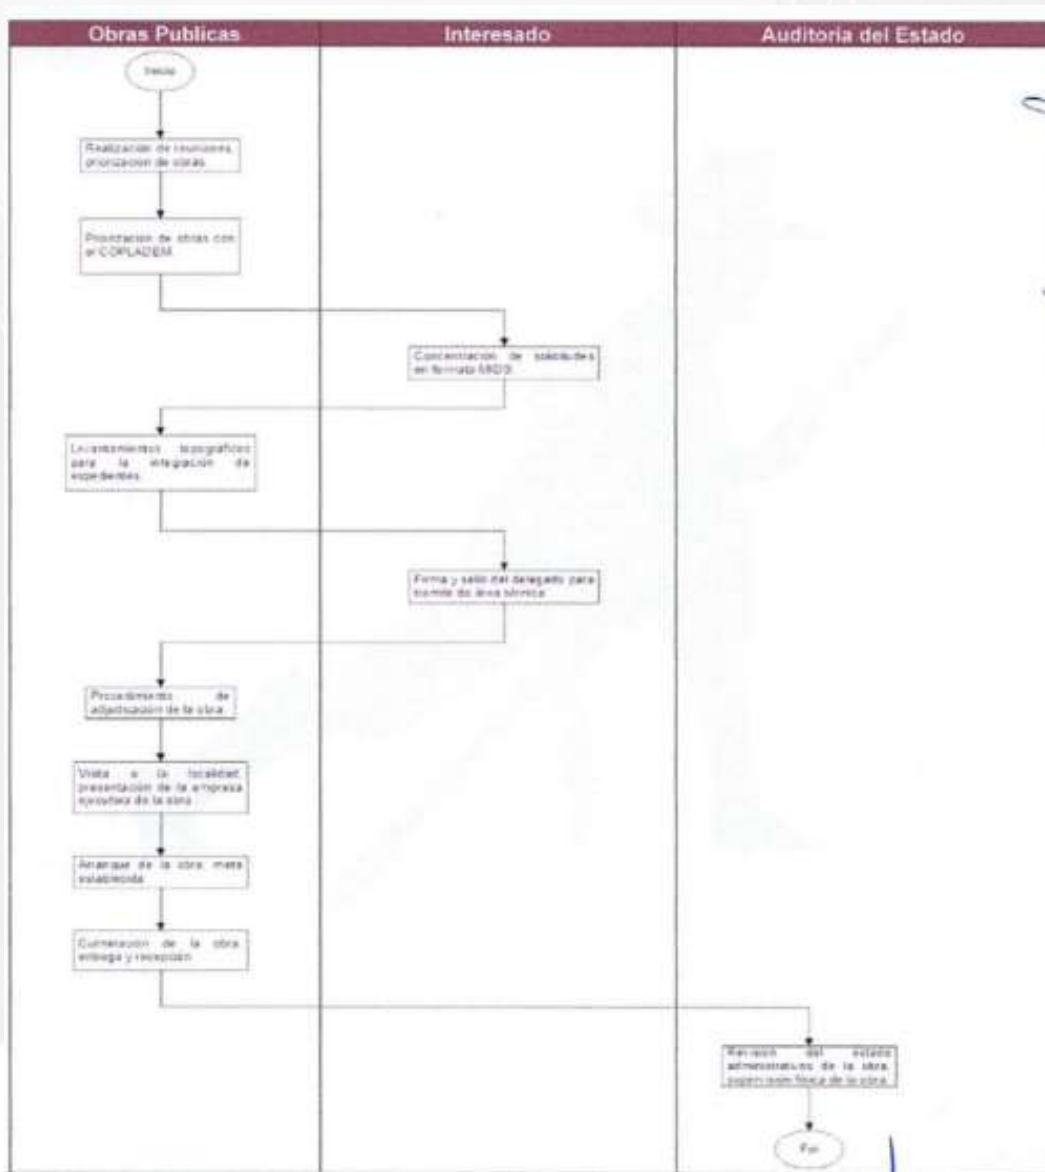 Obras Publicas
Interesado
Auditoria del Estado
Inicio
Realización de reuniones,
priorización de obras
Priorización de obras con
el COPLADEM
Concentración de solicitudes
en formato MIDS
Levantamientos topográficos
para la integración de
expedientes
Firma y sello del delegado para
tramite de área técnica
Procedimiento de
adjudicación de la obra
Visita a la localidad,
presentación de la empresa
ejecutora de la obra
Arranque de la obra, meta
establecida
Culminación de la obra
entrega y recepción
Revisión del estado
administrativos de la obra,
supervisión física de la obra
Fin